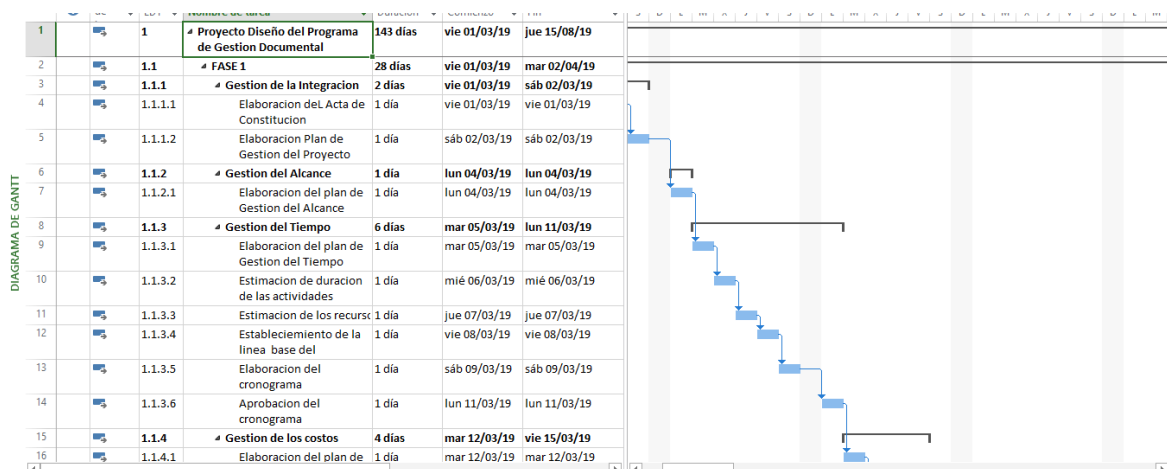 EDT Nombre de tarea Duración Comienzo Fin
1 1 Proyecto Diseño del Programa 143 días vie 01/03/19 jue 15/08/19
de Gestion Documental
2 1.1 FASE 1 28 días vie 01/03/19 mar 02/04/19
3 1.1.1 Gestion de la Integracion 2 días vie 01/03/19 sáb 02/03/19
4 1.1.1.1 Elaboracion deL Acta de 1 día vie 01/03/19 vie 01/03/19
Constitucion
5 1.1.1.2 Elaboracion Plan de 1 día sáb 02/03/19 sáb 02/03/19
Gestion del Proyecto
6 1.1.2 Gestion del Alcance 1 día lun 04/03/19 lun 04/03/19
7 1.1.2.1 Elaboracion del plan de 1 día lun 04/03/19 lun 04/03/19
Gestion del Alcance
8 1.1.3 Gestion del Tiempo 6 días mar 05/03/19 lun 11/03/19
9 1.1.3.1 Elaboracion del plan de 1 día mar 05/03/19 mar 05/03/19
Gestion del Tiempo
10 1.1.3.2 Estimacion de duracion 1 día mié 06/03/19 mié 06/03/19
de las actividades
11 1.1.3.3 Estimacion de los recursc 1 día jue 07/03/19 jue 07/03/19
12 1.1.3.4 Estableciemiento de la 1 día vie 08/03/19 vie 08/03/19
linea base del
13 1.1.3.5 Elaboracion del 1 día sáb 09/03/19 sáb 09/03/19
cronograma
14 1.1.3.6 Aprobacion del 1 día lun 11/03/19 lun 11/03/19
cronograma
15 1.1.4 Gestion de los costos 4 días mar 12/03/19 vie 15/03/19
16 1.1.4.1 Elaboracion del plan de 1 día mar 12/03/19 mar 12/03/19
DIAGRAMA DE GANTT